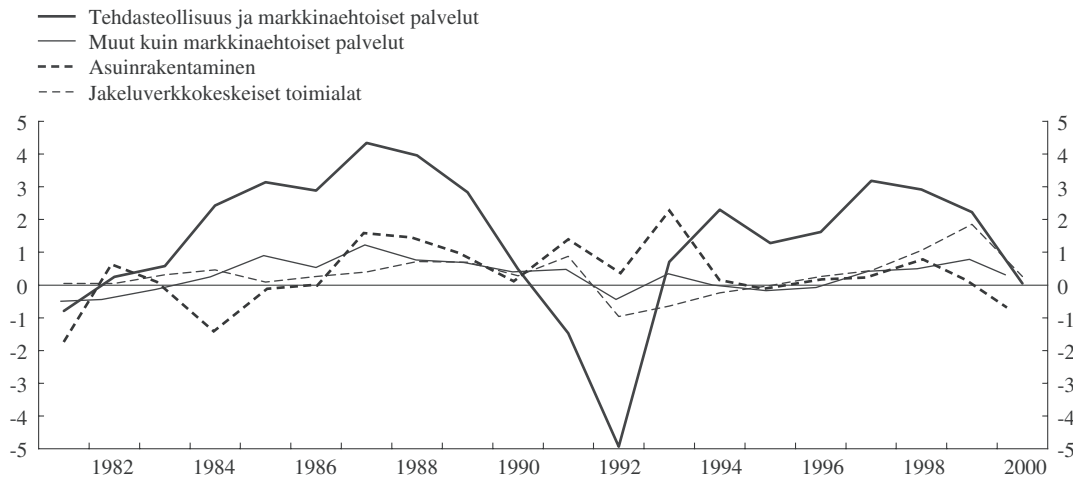 Tehdasteollisuus ja markkinaehtoiset palvelut
Muut kuin markkinaehtoiset palvelut
Asuinrakentaminen
Jakeluverkkokeskeiset toimialat
5 5
4 4
3 3
2 2
1 1
0 0
-1 -1
-2 -2
-3 -3
-4 -4
-5 -5
1982 1984 1986 1988 1990 1992 1994 1996 1998 2000